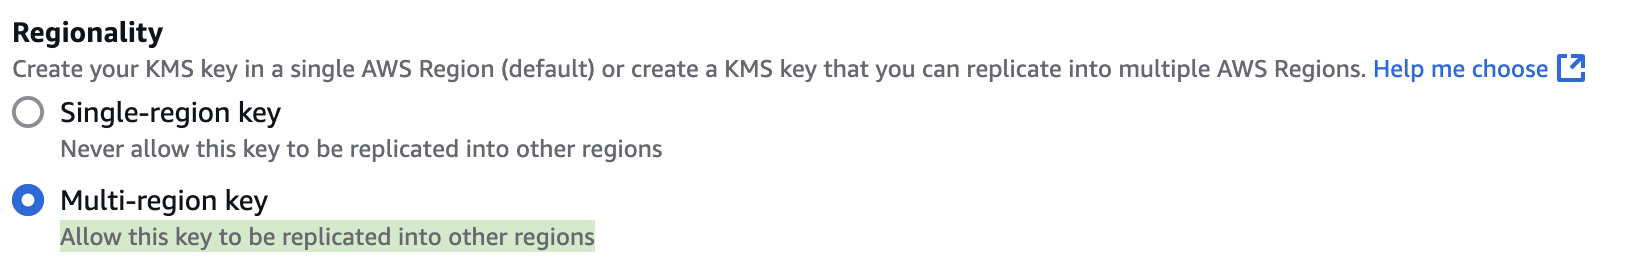 Regionality
Create your KMS key in a single AWS Region (default) or create a KMS key that you can replicate into multiple AWS Regions. Help me choose
Single-region key
Never allow this key to be replicated into other regions
Multi-region key
Allow this key to be replicated into other regions